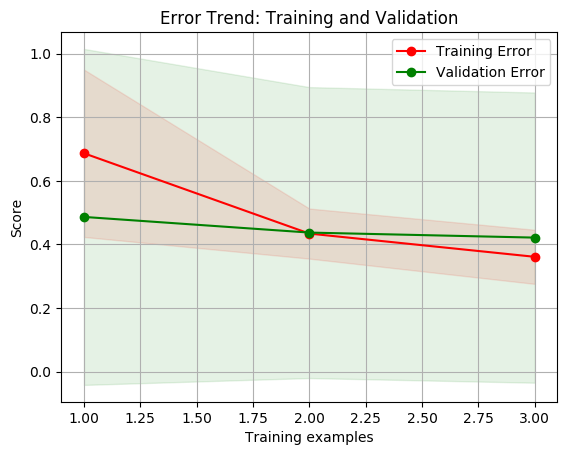 Error Trend: Training and Validation
Training Error
Validation Error
1.0
0.8
0.6
0.4
0.2
0.0
Score
1.00 1.25 1.50 1.75 2.00 2.25 2.50 2.75 3.00
Training examples